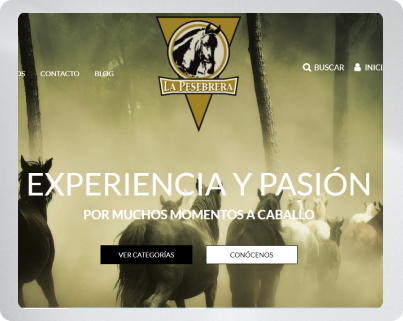 OS CONTACTO BLOG
BUSCAR INICI
LA PESEBRERA
EXPERIENCIA Y PASIÓN
POR MUCHOS MOMENTOS A CABALLO
VER CATEGORÍAS CONÓCENOS